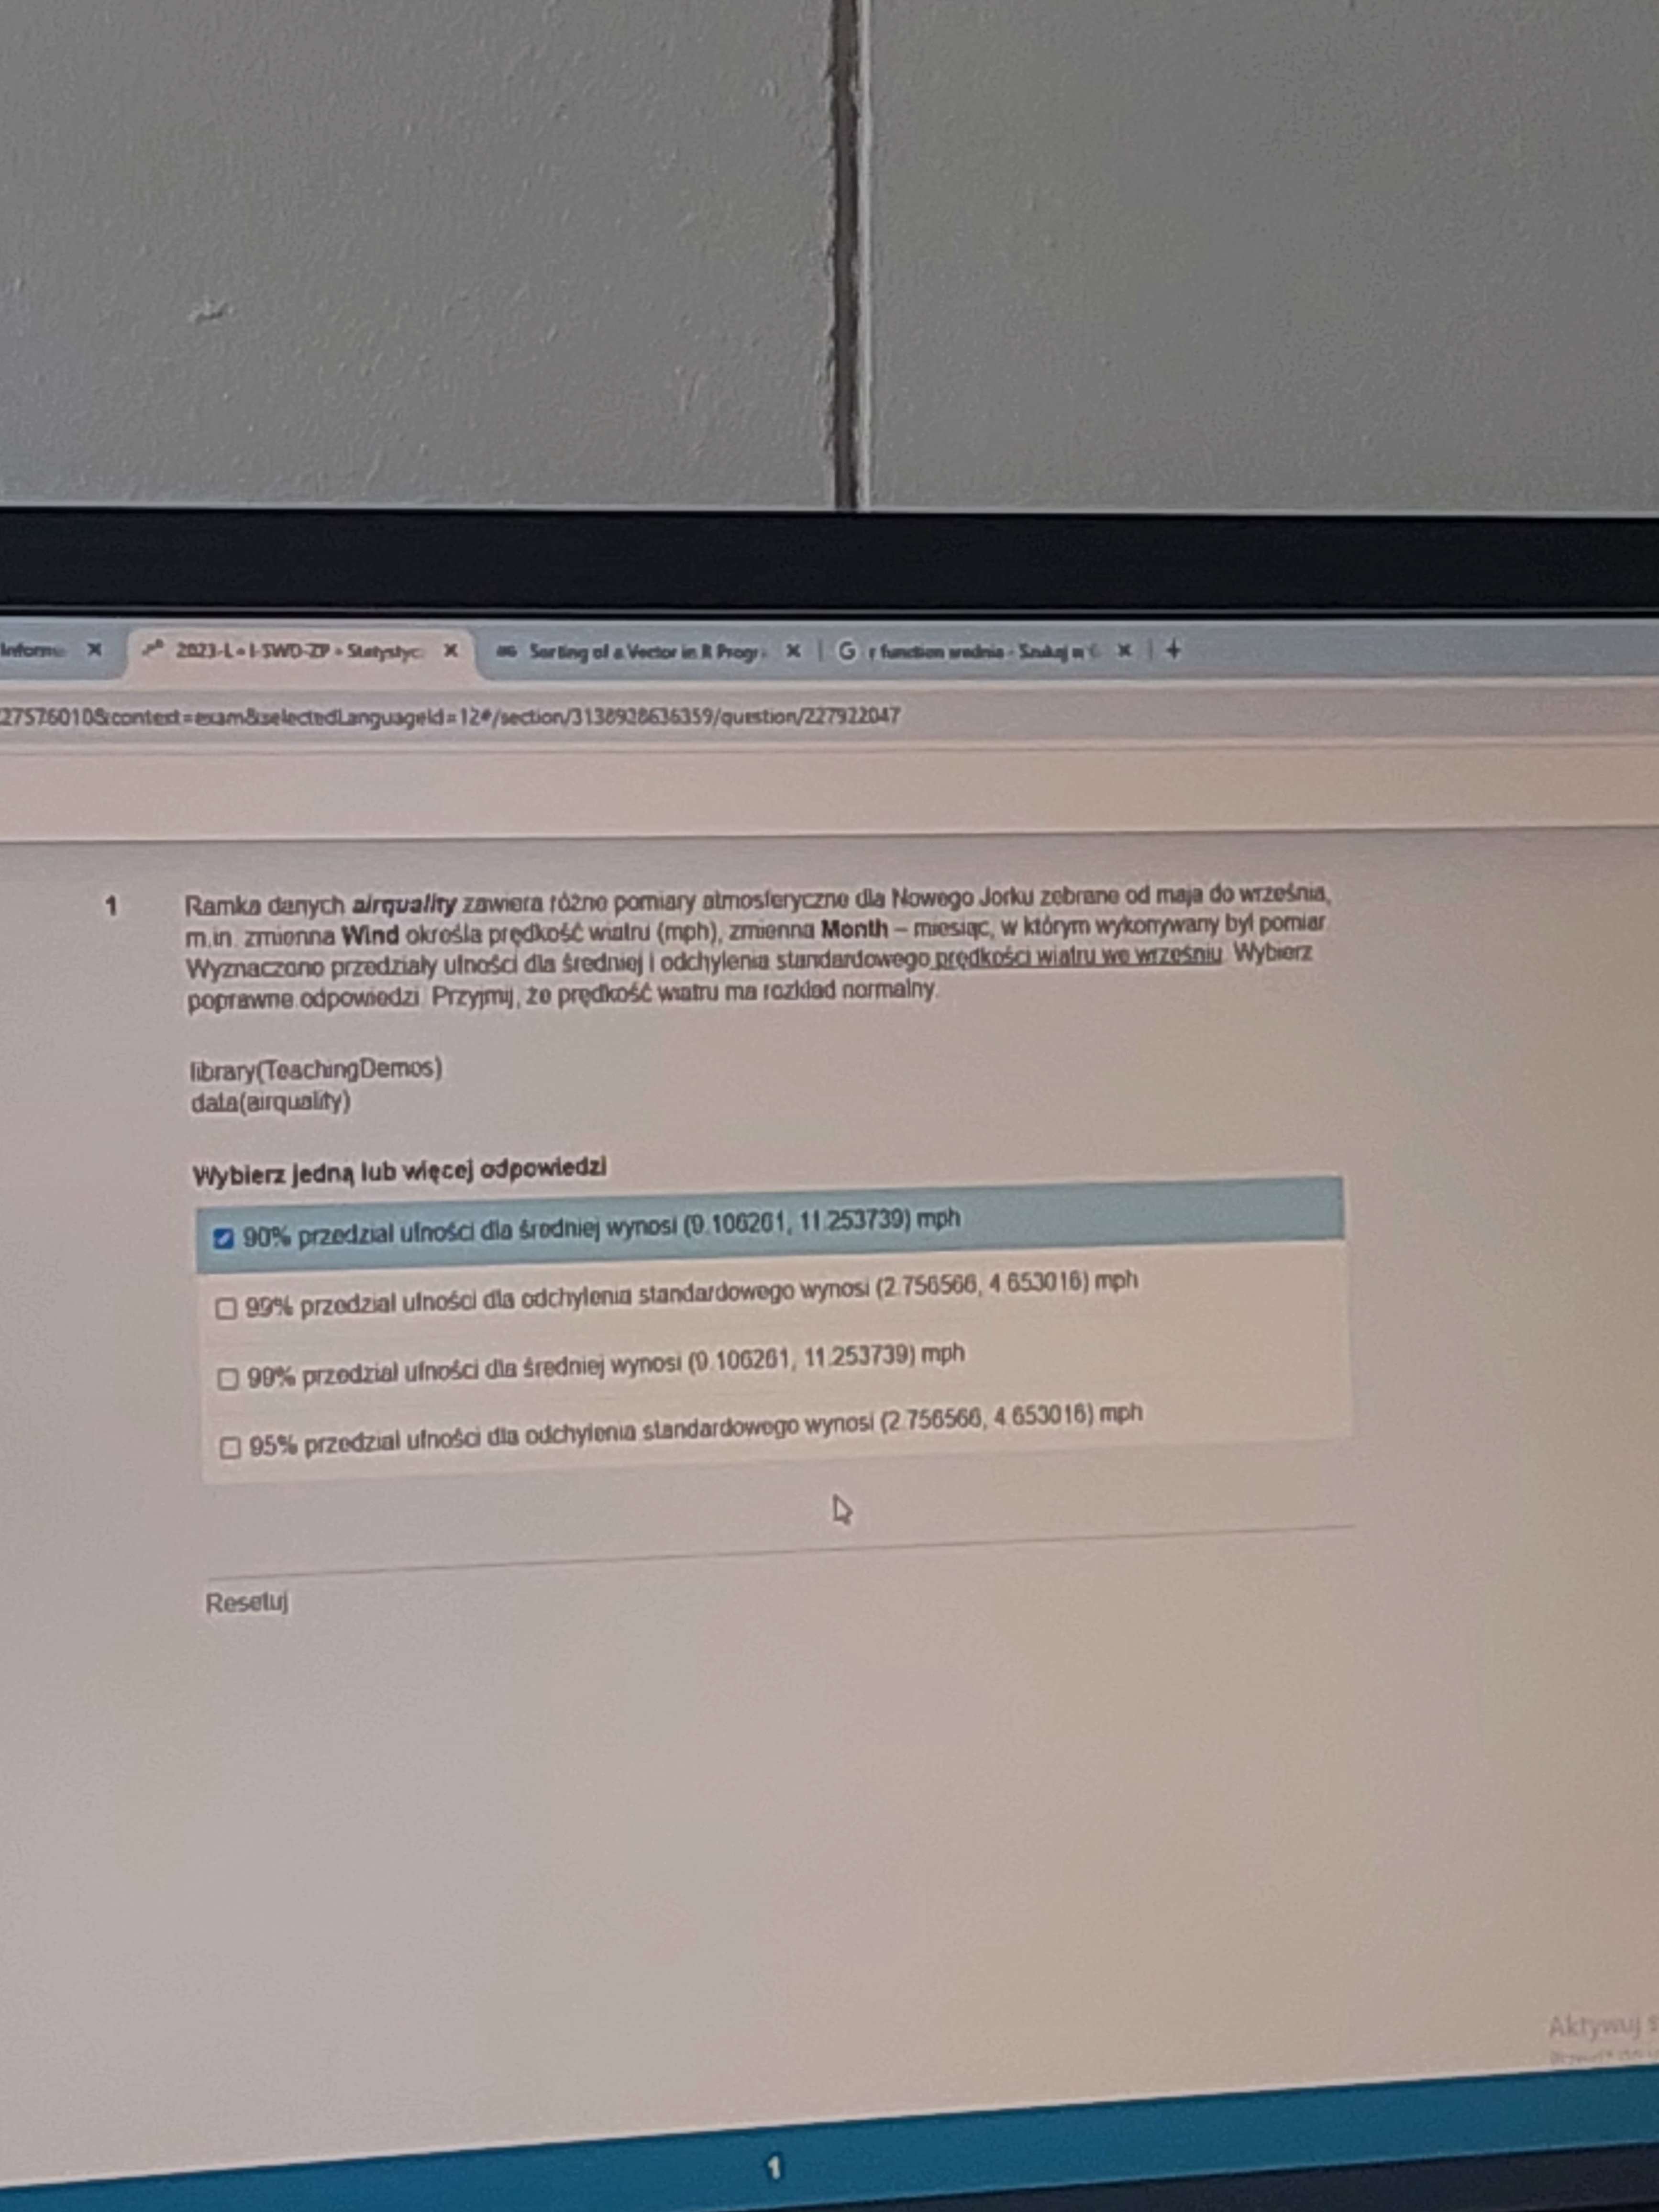 Inform
2023-L-I-SWD-ZP - Statystyc
Sorting of a Vector in R Progr
r function srednia - Szukaj w
275760108&context=exam&selectedLanguageId=12#/section/3138928636359/question/227922047
1 Ramka danych airquality zawiera różne pomiary atmosferyczne dla Nowego Jorku zebrane od maja do września,
m.in. zmienna Wind określa prędkość wiatru (mph), zmienna Month – miesiąc, w którym wykonywany był pomiar.
Wyznaczono przedziały ufności dla średniej i odchylenia standardowego prędkości wiatru we wrześniu. Wybierz
poprawne odpowiedzi. Przyjmij, że prędkość wiatru ma rozkład normalny.
library(TeachingDemos)
data(airquality)
Wybierz jedną lub więcej odpowiedzi
90% przedział ufności dla średniej wynosi (9.106261, 11.253739) mph
99% przedział ufności dla odchylenia standardowego wynosi (2.756566, 4.653016) mph
99% przedział ufności dla średniej wynosi (9.106261, 11.253739) mph
95% przedział ufności dla odchylenia standardowego wynosi (2.756566, 4.653016) mph
Resetuj
Aktywuj
1